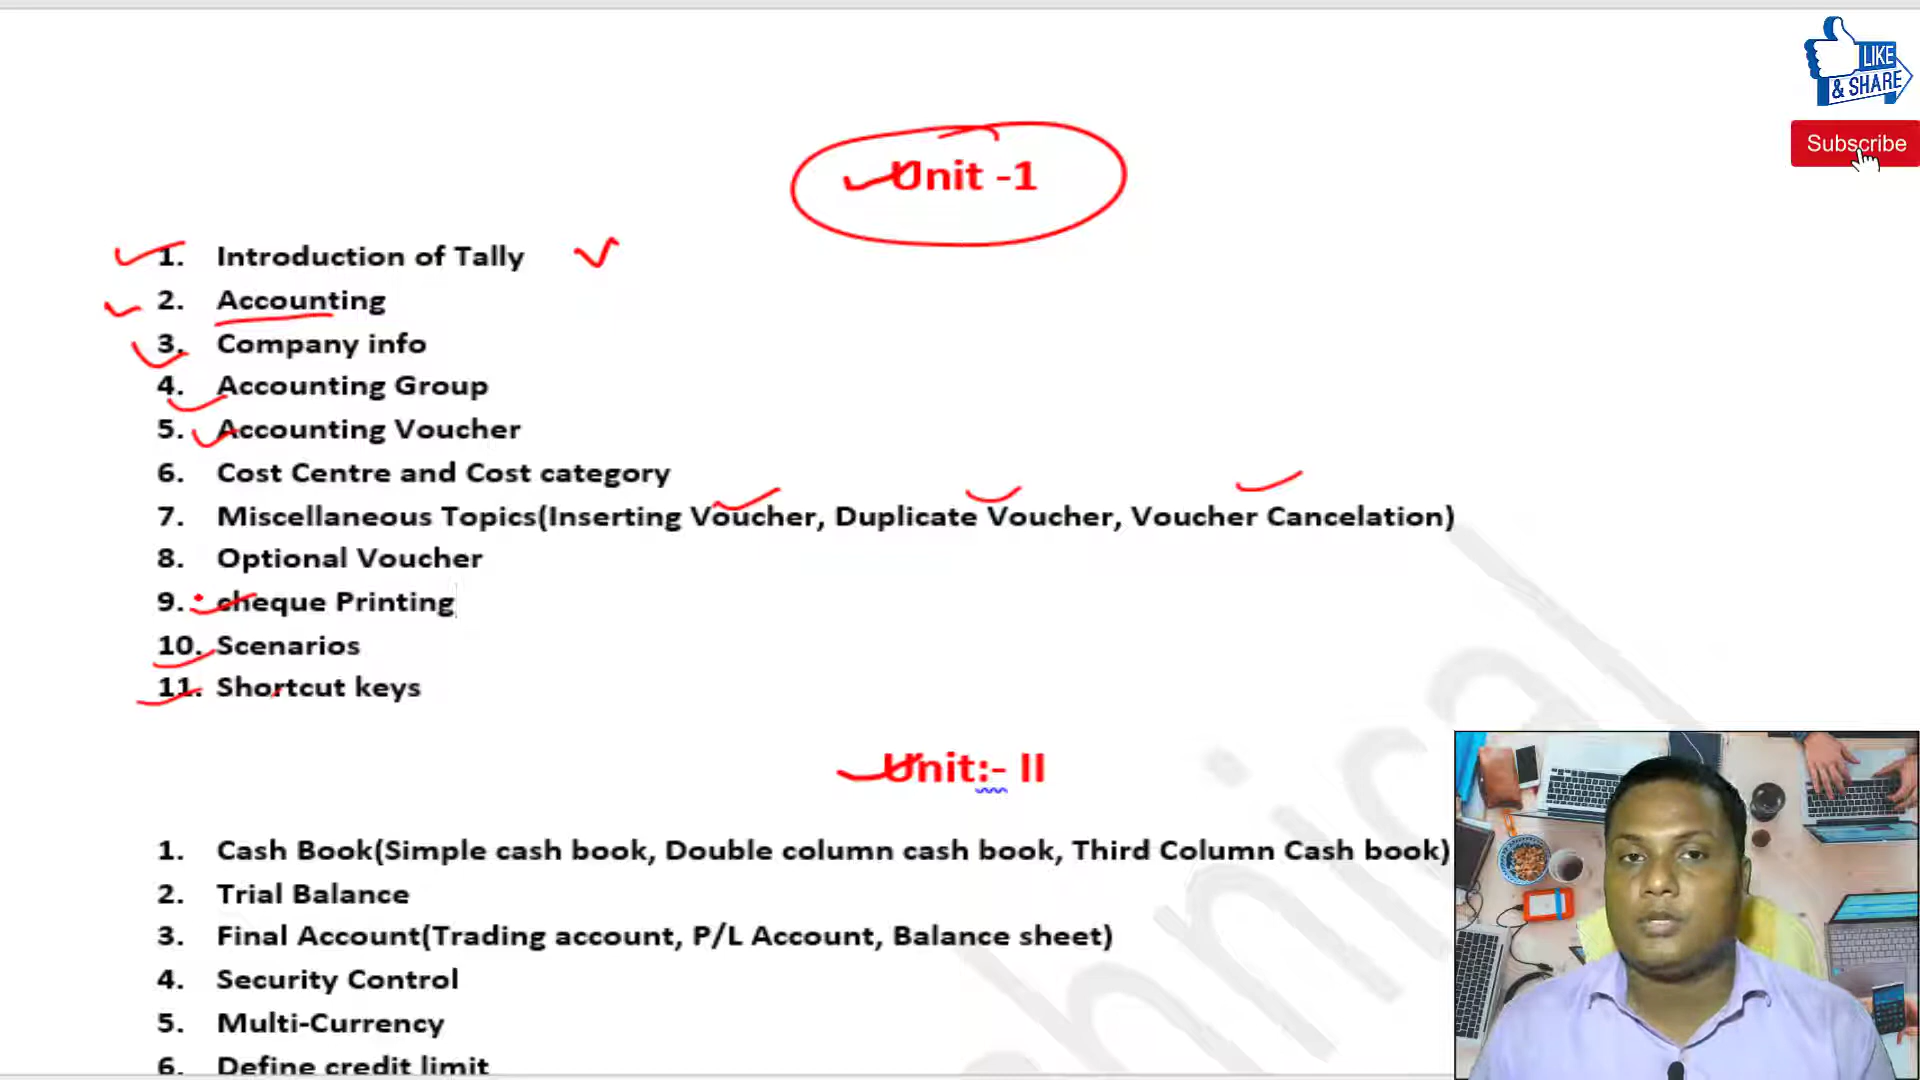 LIKE
& SHARE
Subscribe
Unit -1
1. Introduction of Tally
2. Accounting
3. Company info
4. Accounting Group
5. Accounting Voucher
6. Cost Centre and Cost category
7. Miscellaneous Topics(Inserting Voucher, Duplicate Voucher, Voucher Cancelation)
8. Optional Voucher
9. cheque Printing
10. Scenarios
11. Shortcut keys
Unit:- II
1. Cash Book(Simple cash book, Double column cash book, Third Column Cash book)
2. Trial Balance
3. Final Account(Trading account, P/L Account, Balance sheet)
4. Security Control
5. Multi-Currency
6. Define credit limit
hnical